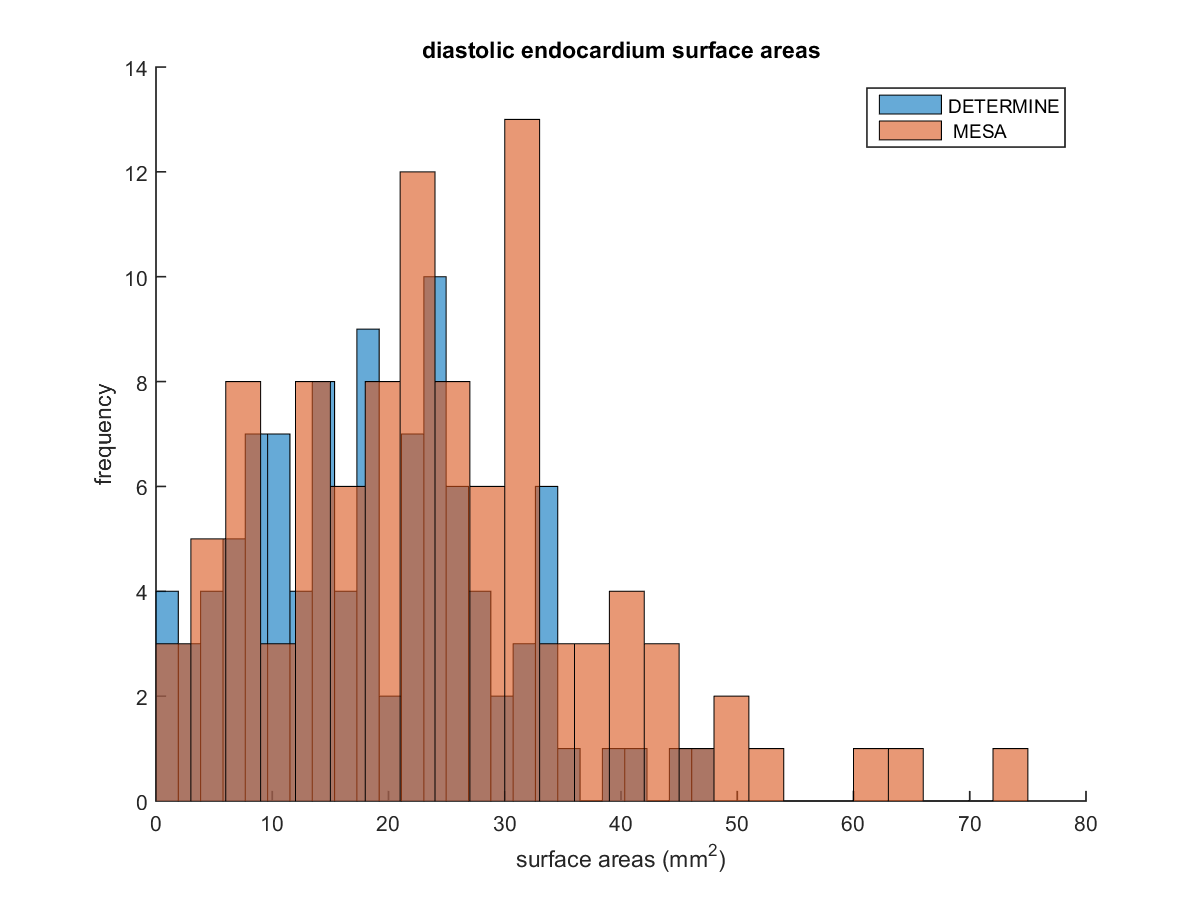 diastolic endocardium surface areas
DETERMINE
MESA
14
12
10
8
6
4
2
0
frequency
0 10 20 30 40 50 60 70 80
surface areas (mm²)